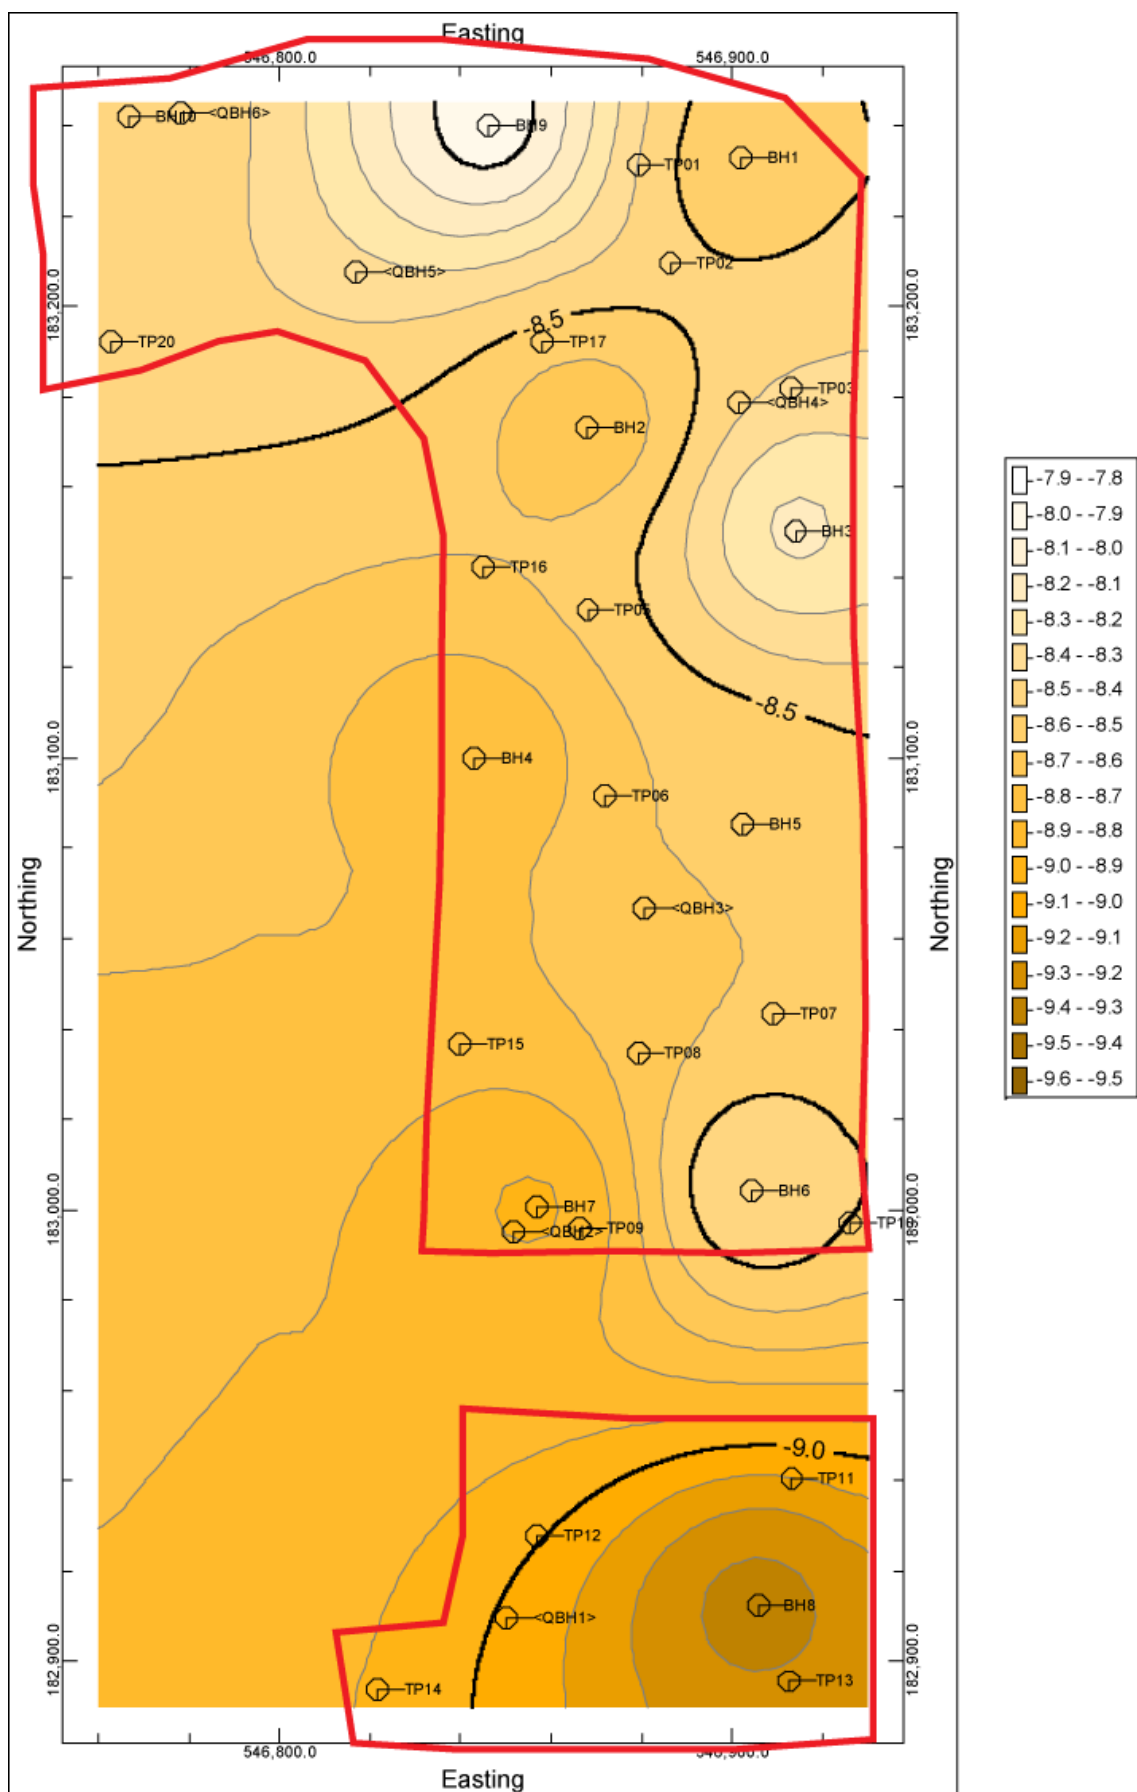 Easting
546,800.0 546,900.0
BH10 <QBH6> BH9 BH1
TP01
TP02
<QBH5>
183,200.0 183,200.0
-8.5
TP20 TP17
TP03
<QBH4>
BH2
BH3
TP16
TP05
-8.5
183,100.0 183,100.0
BH4
TP06
BH5
Northing Northing
<QBH3>
TP07
TP15 TP08
BH6
183,000.0 183,000.0
BH7
<QBH2> TP09 TP10
-9.0
TP11
TP12
BH8
<QBH1>
182,900.0 182,900.0
TP13
TP14
546,800.0 546,900.0
Easting
-7.9 - -7.8
-8.0 - -7.9
-8.1 - -8.0
-8.2 - -8.1
-8.3 - -8.2
-8.4 - -8.3
-8.5 - -8.4
-8.6 - -8.5
-8.7 - -8.6
-8.8 - -8.7
-8.9 - -8.8
-9.0 - -8.9
-9.1 - -9.0
-9.2 - -9.1
-9.3 - -9.2
-9.4 - -9.3
-9.5 - -9.4
-9.6 - -9.5